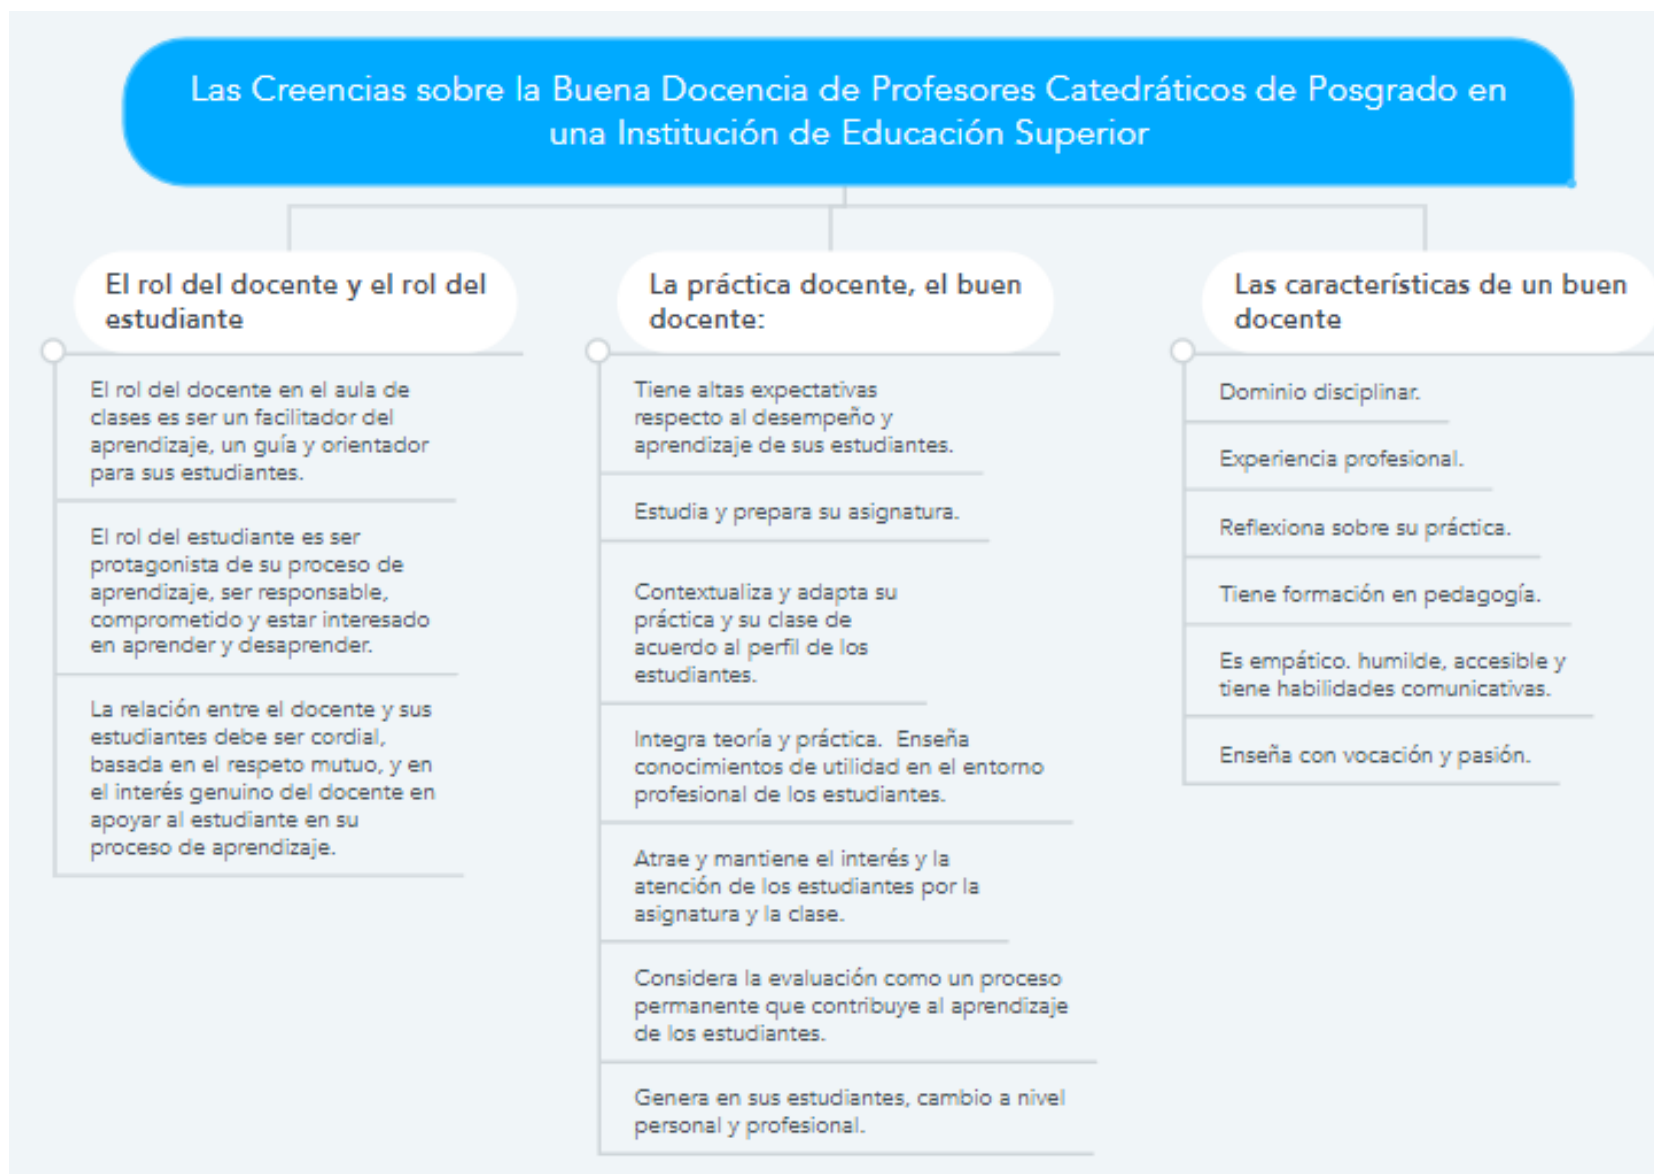 Las Creencias sobre la Buena Docencia de Profesores Catedráticos de Posgrado en
una Institución de Educación Superior
El rol del docente y el rol del
estudiante
El rol del docente en el aula de
clases es ser un facilitador del
aprendizaje, un guía y orientador
para sus estudiantes.
El rol del estudiante es ser
protagonista de su proceso de
aprendizaje, ser responsable,
comprometido y estar interesado
en aprender y desaprender.
La relación entre el docente y sus
estudiantes debe ser cordial,
basada en el respeto mutuo, y en
el interés genuino del docente en
apoyar al estudiante en su
proceso de aprendizaje.
La práctica docente, el buen
docente:
Tiene altas expectativas
respecto al desempeño y
aprendizaje de sus estudiantes.
Estudia y prepara su asignatura.
Contextualiza y adapta su
práctica y su clase de
acuerdo al perfil de los
estudiantes.
Integra teoría y práctica. Enseña
conocimientos de utilidad en el entorno
profesional de los estudiantes.
Atrae y mantiene el interés y la
atención de los estudiantes por la
asignatura y la clase.
Considera la evaluación como un proceso
permanente que contribuye al aprendizaje
de los estudiantes.
Genera en sus estudiantes, cambio a nivel
personal y profesional.
Las características de un buen
docente
Dominio disciplinar.
Experiencia profesional.
Reflexiona sobre su práctica.
Tiene formación en pedagogía.
Es empático. humilde, accesible y
tiene habilidades comunicativas.
Enseña con vocación y pasión.